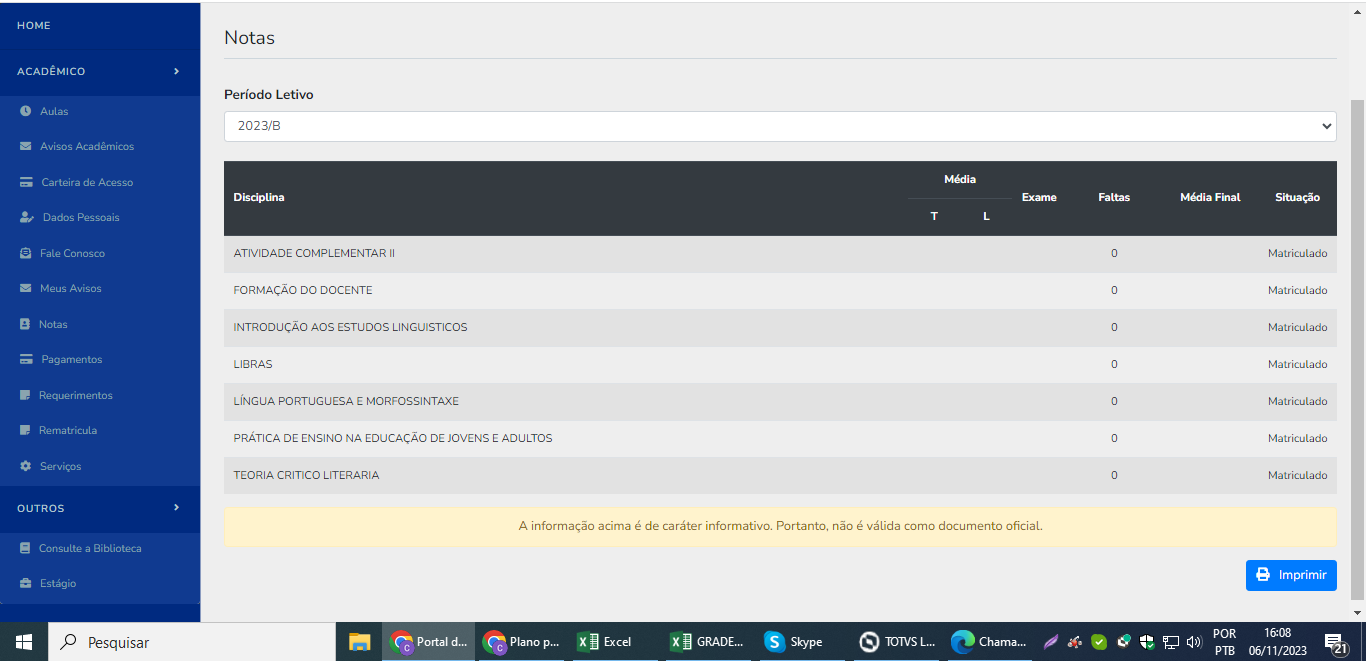 HOME
ACADÊMICO
Aulas
Avisos Acadêmicos
Carteira de Acesso
Dados Pessoais
Fale Conosco
Meus Avisos
Notas
Pagamentos
Requerimentos
Rematricula
Serviços
OUTROS
Consulte a Biblioteca
Estágio
Notas
Período Letivo
2023/B
Disciplina Média Exame Faltas Média Final Situação
T L
ATIVIDADE COMPLEMENTAR II 0 Matriculado
FORMAÇÃO DO DOCENTE 0 Matriculado
INTRODUÇÃO AOS ESTUDOS LINGUISTICOS 0 Matriculado
LIBRAS 0 Matriculado
LÍNGUA PORTUGUESA E MORFOSSINTAXE 0 Matriculado
PRÁTICA DE ENSINO NA EDUCAÇÃO DE JOVENS E ADULTOS 0 Matriculado
TEORIA CRITICO LITERARIA 0 Matriculado
A informação acima é de caráter informativo. Portanto, não é válida como documento oficial.
Imprimir
Pesquisar Portal d... Plano p... Excel GRADE... Skype TOTVS L... Chama... POR 16:08
PTB 06/11/2023 21